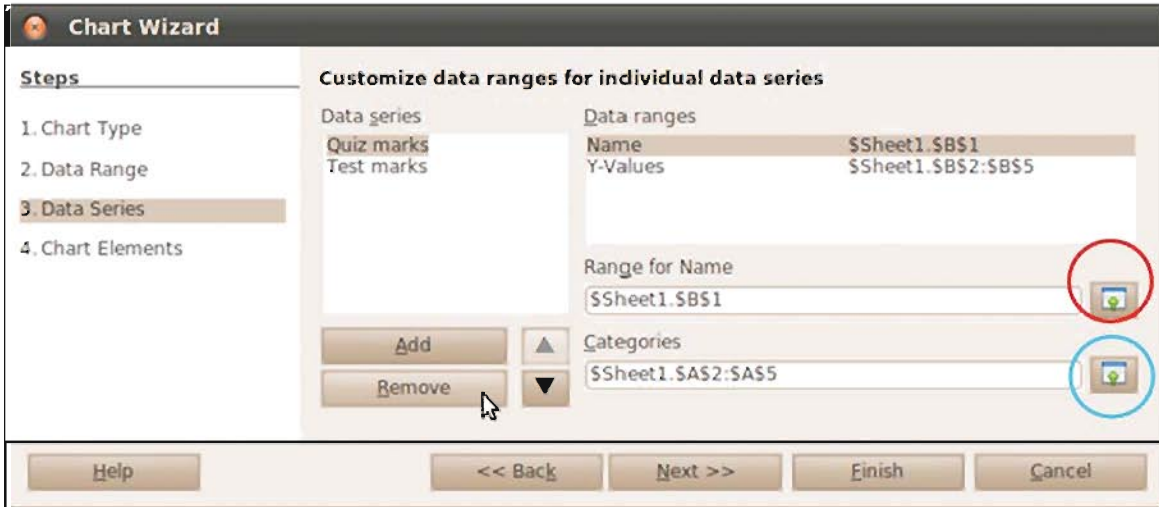 Chart Wizard
Steps
1. Chart Type
2. Data Range
3. Data Series
4. Chart Elements
Customize data ranges for individual data series
Data series
Quiz marks
Test marks
Add
Remove
Data ranges
Name $Sheet1.$B$1
Y-Values $Sheet1.$B$2:$B$5
Range for Name
$Sheet1.$B$1
Categories
$Sheet1.$A$2:$A$5
Help
<< Back
Next >>
Finish
Cancel